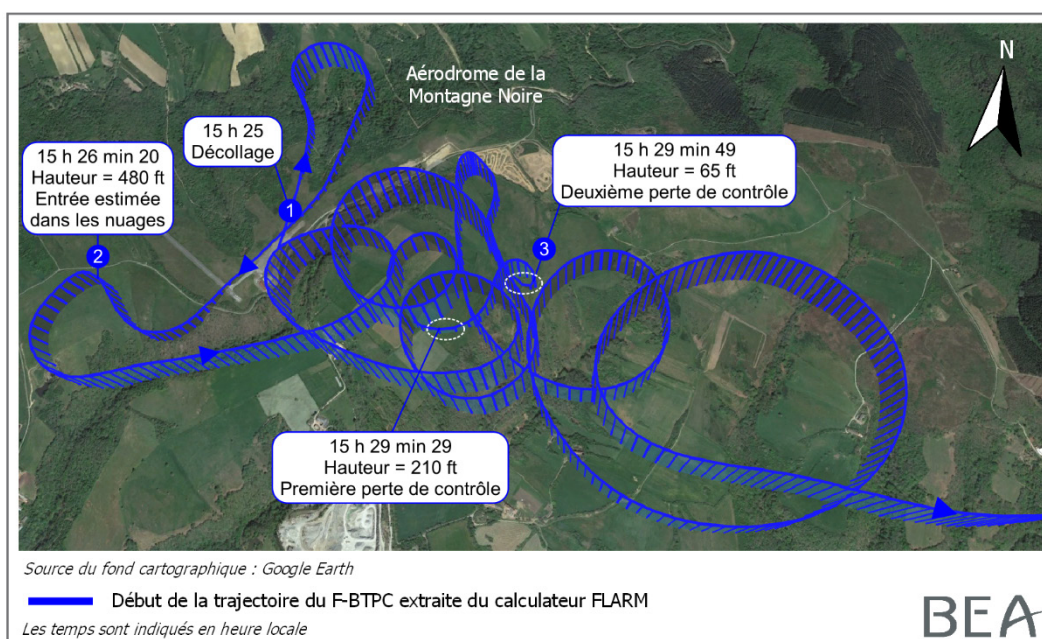 N
Aérodrome de la
Montagne Noire
15 h 25
Décollage
15 h 26 min 20
Hauteur = 480 ft
Entrée estimée
dans les nuages
15 h 29 min 49
Hauteur = 65 ft
Deuxième perte de contrôle
1
2
3
15 h 29 min 29
Hauteur = 210 ft
Première perte de contrôle
Source du fond cartographique : Google Earth
Début de la trajectoire du F-BTPC extraite du calculateur FLARM
Les temps sont indiqués en heure locale
BEA